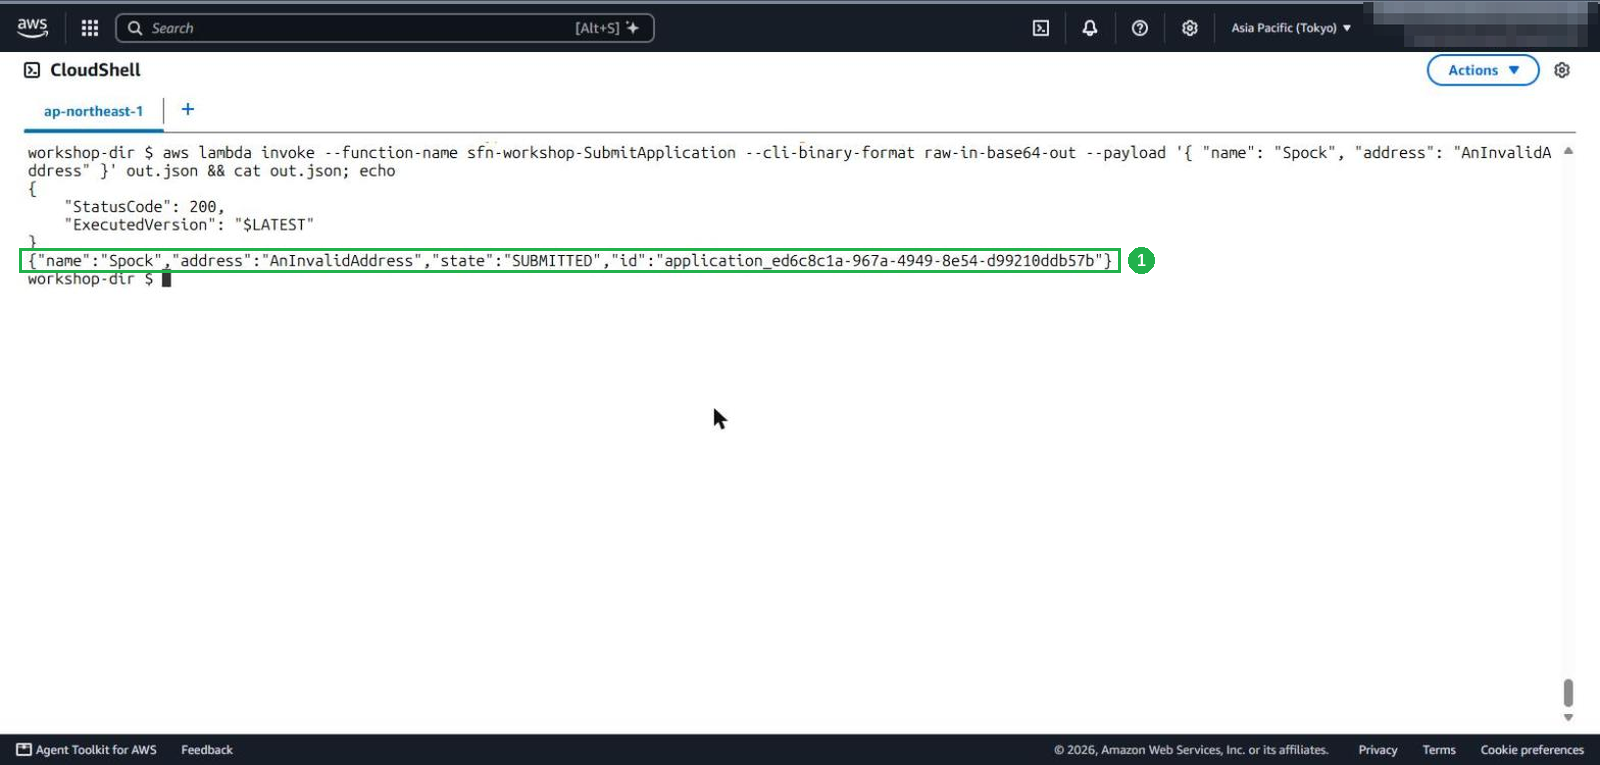 aws Search [Alt+S] Asia Pacific (Tokyo) ▼
CloudShell Actions ▼
ap-northeast-1 +
workshop-dir $ aws lambda invoke --function-name sfn-workshop-SubmitApplication --cli-binary-format raw-in-base64-out --payload '{ "name": "Spock", "address": "AnInvalidA
ddress" }' out.json && cat out.json; echo
{
    "StatusCode": 200,
    "ExecutedVersion": "$LATEST"
}
{"name":"Spock","address":"AnInvalidAddress","state":"SUBMITTED","id":"application_ed6c8c1a-967a-4949-8e54-d99210ddb57b"} 1
workshop-dir $
Agent Toolkit for AWS Feedback © 2026, Amazon Web Services, Inc. or its affiliates. Privacy Terms Cookie preferences